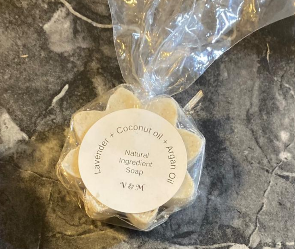 Lavender + Coconut oil + Argan Oil
Natural
Ingredient
Soap
V & M